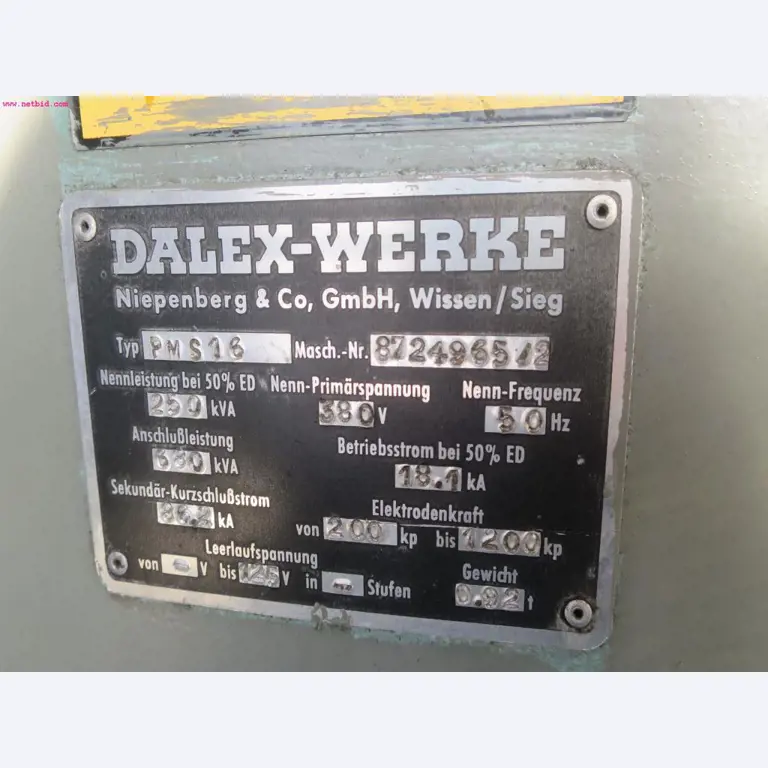 www.netbid.com
DALEX-WERKE
Niepenberg & Co, GmbH, Wissen/Sieg
Typ PMS16 Masch.-Nr. 8724965/2
Nennleistung bei 50% ED Nenn-Primärspannung Nenn-Frequenz
250 kVA 380 V 50 Hz
Anschlußleistung Betriebsstrom bei 50% ED
kVA 18.1 kA
Sekundär-Kurzschlußstrom Elektrodenkraft
kA von 200 kp bis 1200 kp
Leerlaufspannung Gewicht
von - V bis V in - Stufen 0.92 t